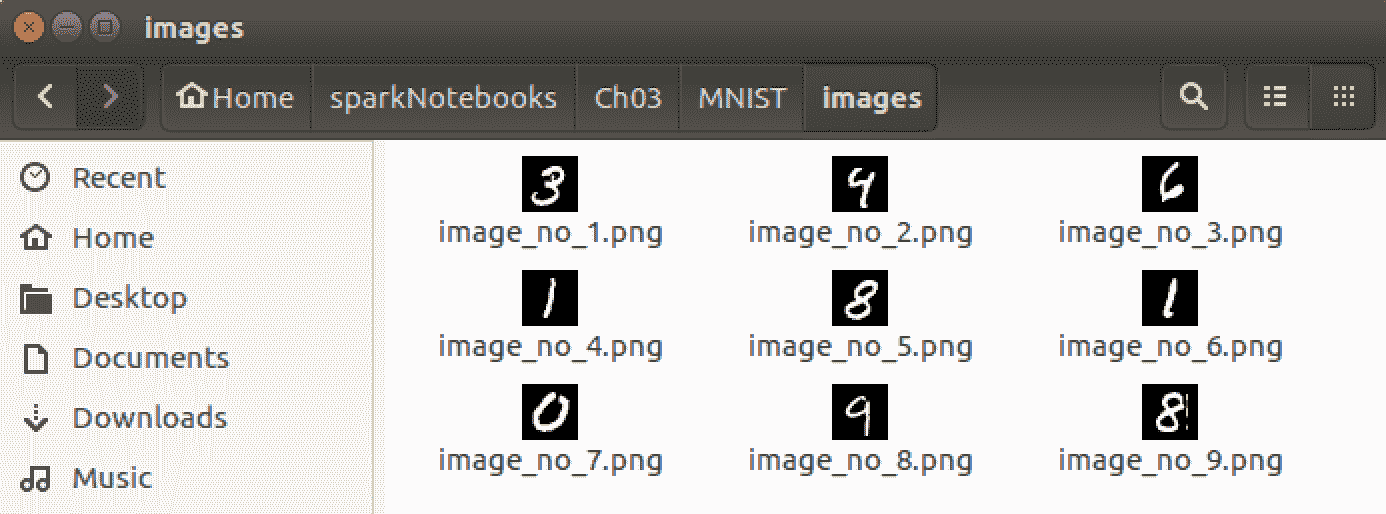 images
Home sparkNotebooks Ch03 MNIST images
Recent
Home
Desktop
Documents
Downloads
Music
3 4 6
image_no_1.png image_no_2.png image_no_3.png
1 8 1
image_no_4.png image_no_5.png image_no_6.png
0 9 8
image_no_7.png image_no_8.png image_no_9.png